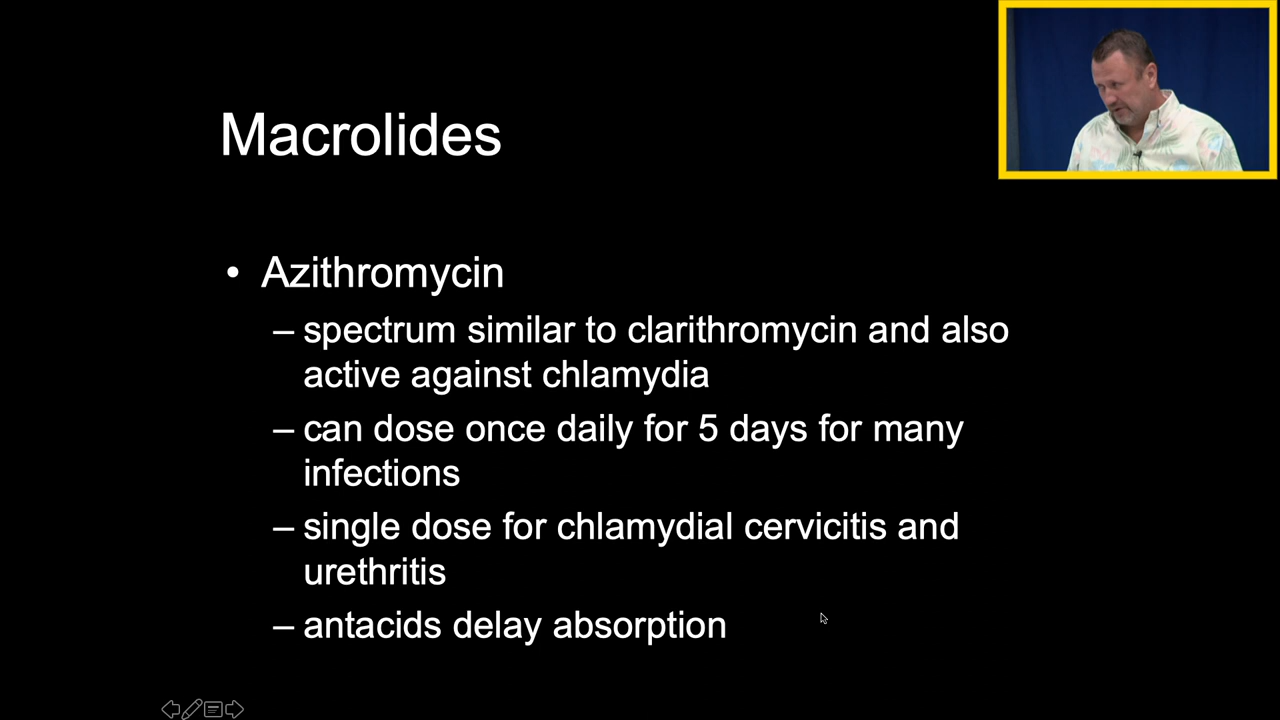 Macrolides
• Azithromycin
– spectrum similar to clarithromycin and also
active against chlamydia
– can dose once daily for 5 days for many
infections
– single dose for chlamydial cervicitis and
urethritis
– antacids delay absorption